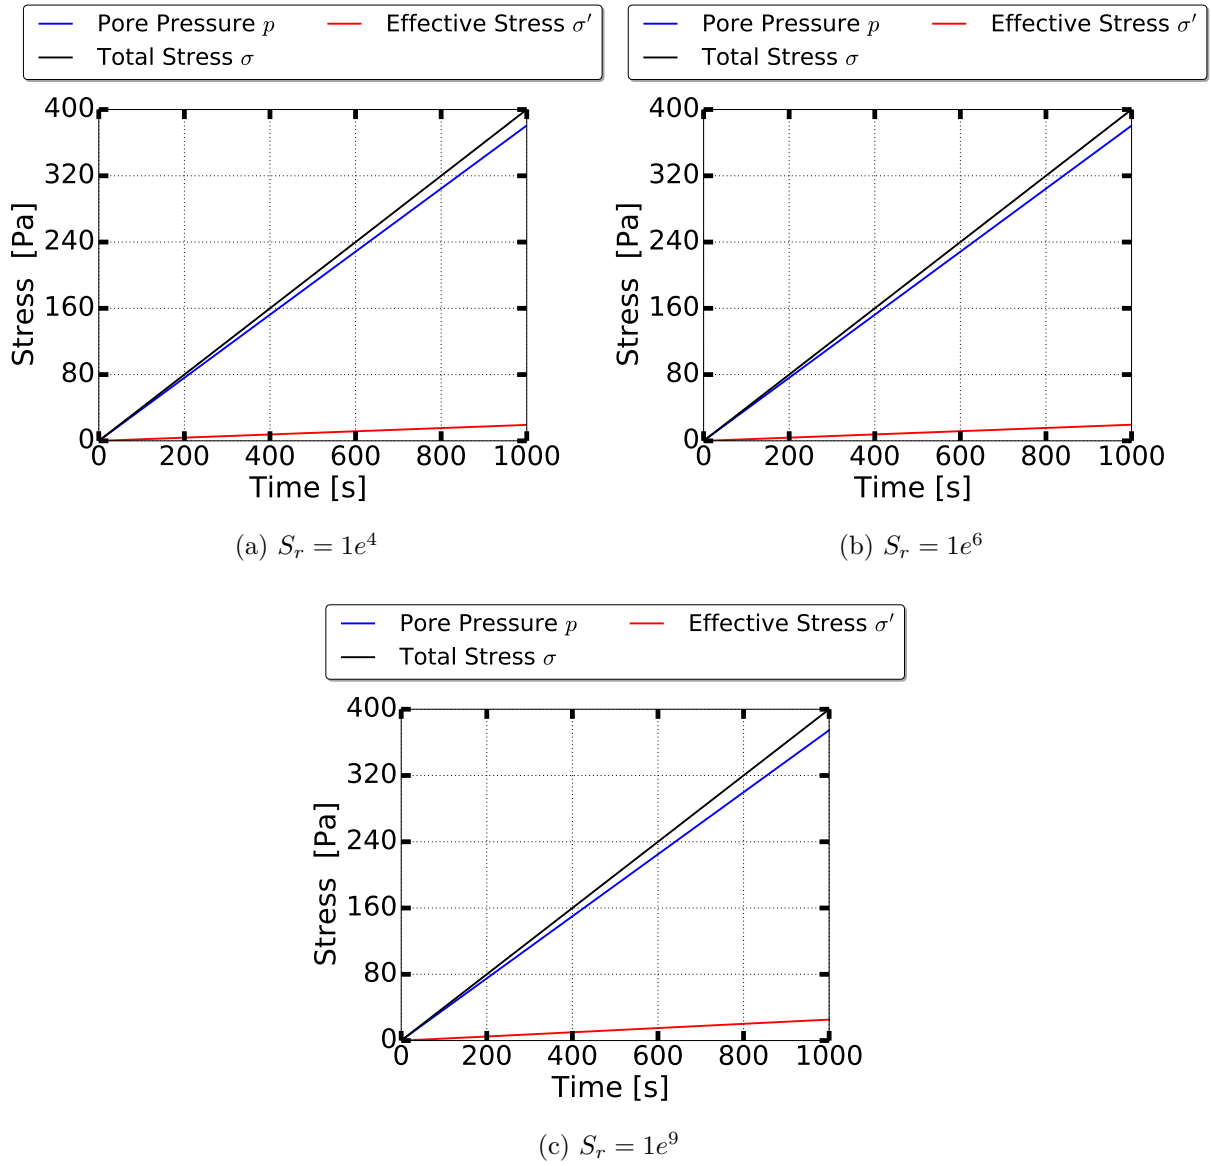 Pore Pressure p Effective Stress σ′
Total Stress σ
400
320
240
160
80
0
Stress [Pa]
0 200 400 600 800 1000
Time [s]
(a) S_r = 1e^4
Pore Pressure p Effective Stress σ′
Total Stress σ
400
320
240
160
80
0
Stress [Pa]
0 200 400 600 800 1000
Time [s]
(b) S_r = 1e^6
Pore Pressure p Effective Stress σ′
Total Stress σ
400
320
240
160
80
0
Stress [Pa]
0 200 400 600 800 1000
Time [s]
(c) S_r = 1e^9